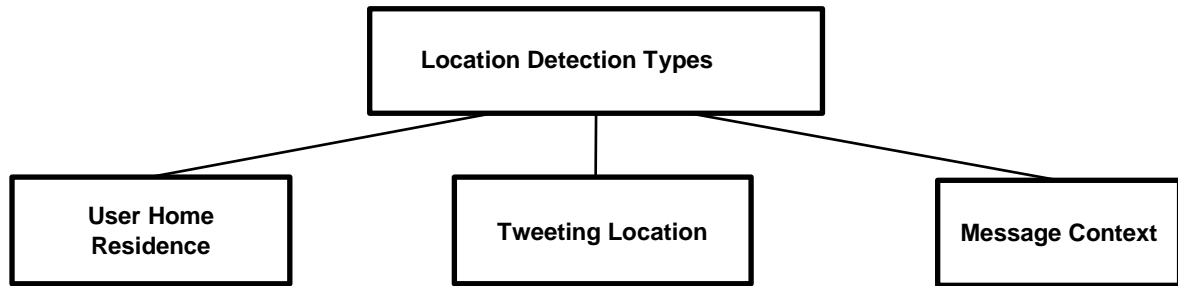 Location Detection Types
User Home
Residence
Tweeting Location
Message Context